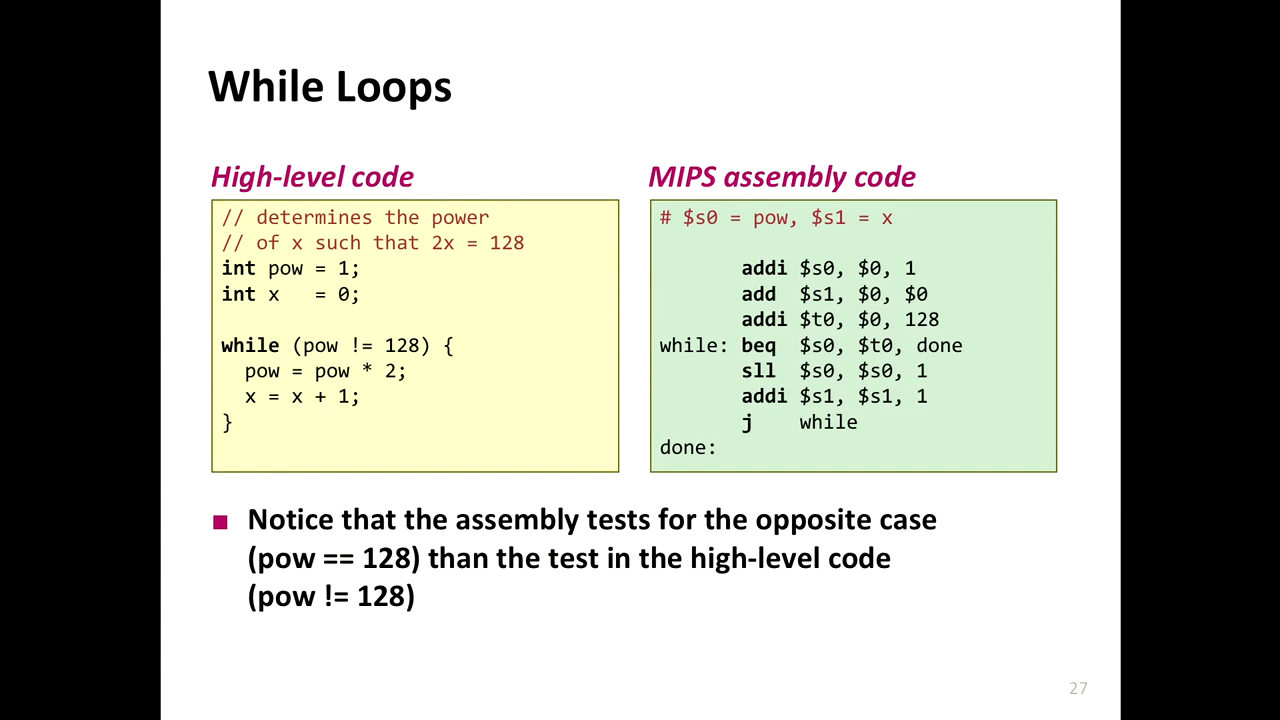 While Loops
High-level code
// determines the power
// of x such that 2x = 128
int pow = 1;
int x   = 0;
while (pow != 128) {
  pow = pow * 2;
  x = x + 1;
}
MIPS assembly code
# $s0 = pow, $s1 = x
       addi $s0, $0, 1
       add  $s1, $0, $0
       addi $t0, $0, 128
while: beq  $s0, $t0, done
       sll  $s0, $s0, 1
       addi $s1, $s1, 1
       j    while
done:
■ Notice that the assembly tests for the opposite case
(pow == 128) than the test in the high-level code
(pow != 128)
27